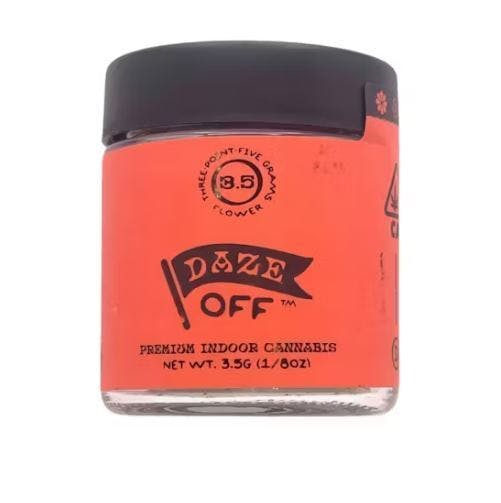 THREE·POINT·FIVE GRAMS
3.5
FLOWER
DAZE
OFF™
PREMIUM INDOOR CANNABIS
NET WT. 3.5G (1/8OZ)